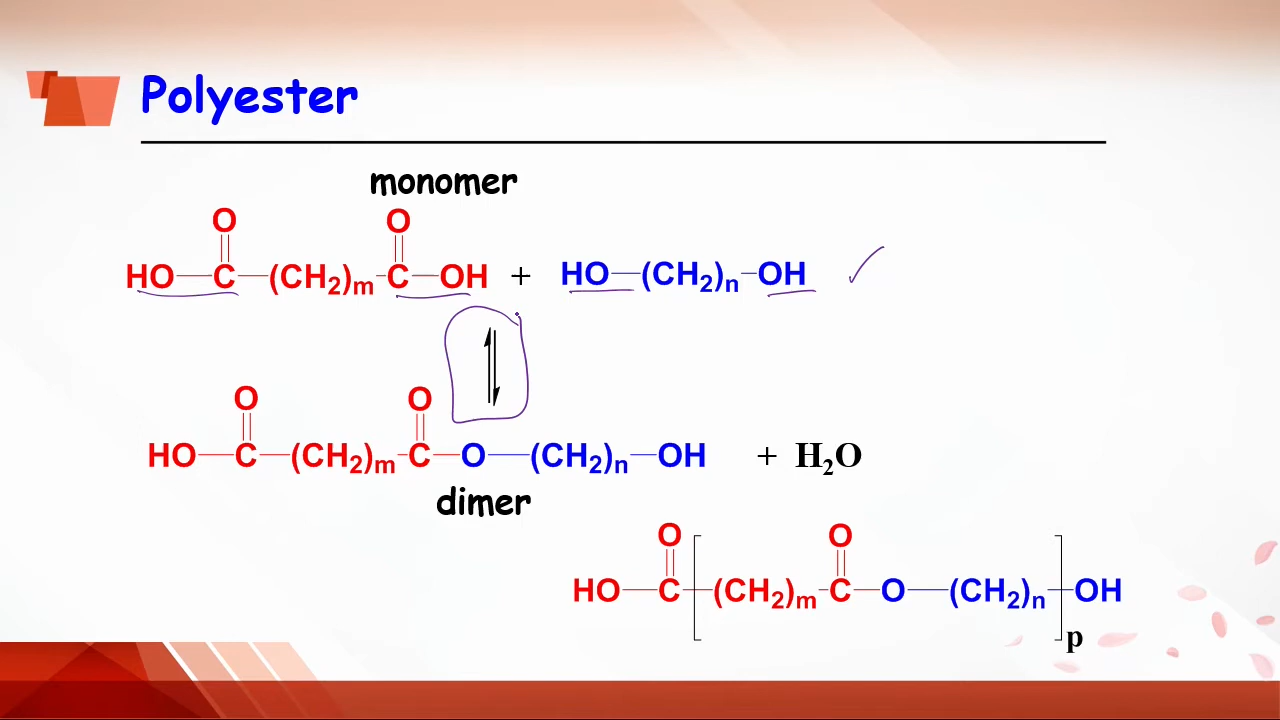 Polyester
monomer
O O
HO—C—(CH₂)m—C—OH + HO—(CH₂)n—OH
O O
HO—C—(CH₂)m—C—O—(CH₂)n—OH + H₂O
dimer
O O
HO—C—[(CH₂)m—C—O—(CH₂)n]—OH
p